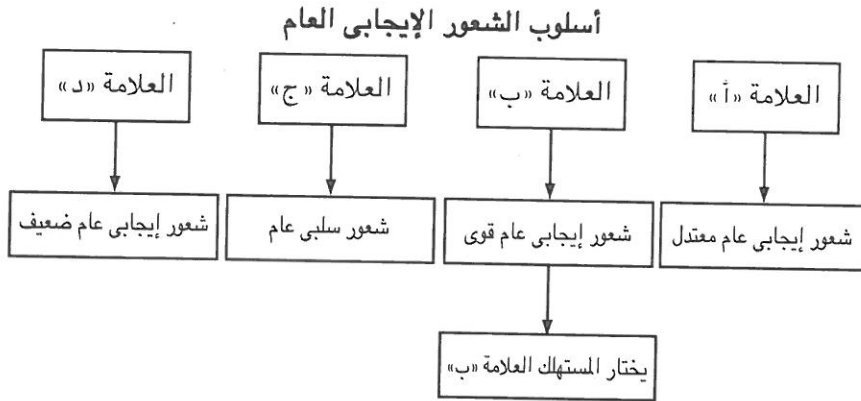 أسلوب الشعور الإيجابى العام
العلامة «أ»
العلامة «ب»
العلامة «ج»
العلامة «د»
شعور إيجابى عام معتدل
شعور إيجابى عام قوى
شعور سلبى عام
شعور إيجابى عام ضعيف
يختار المستهلك العلامة «ب»